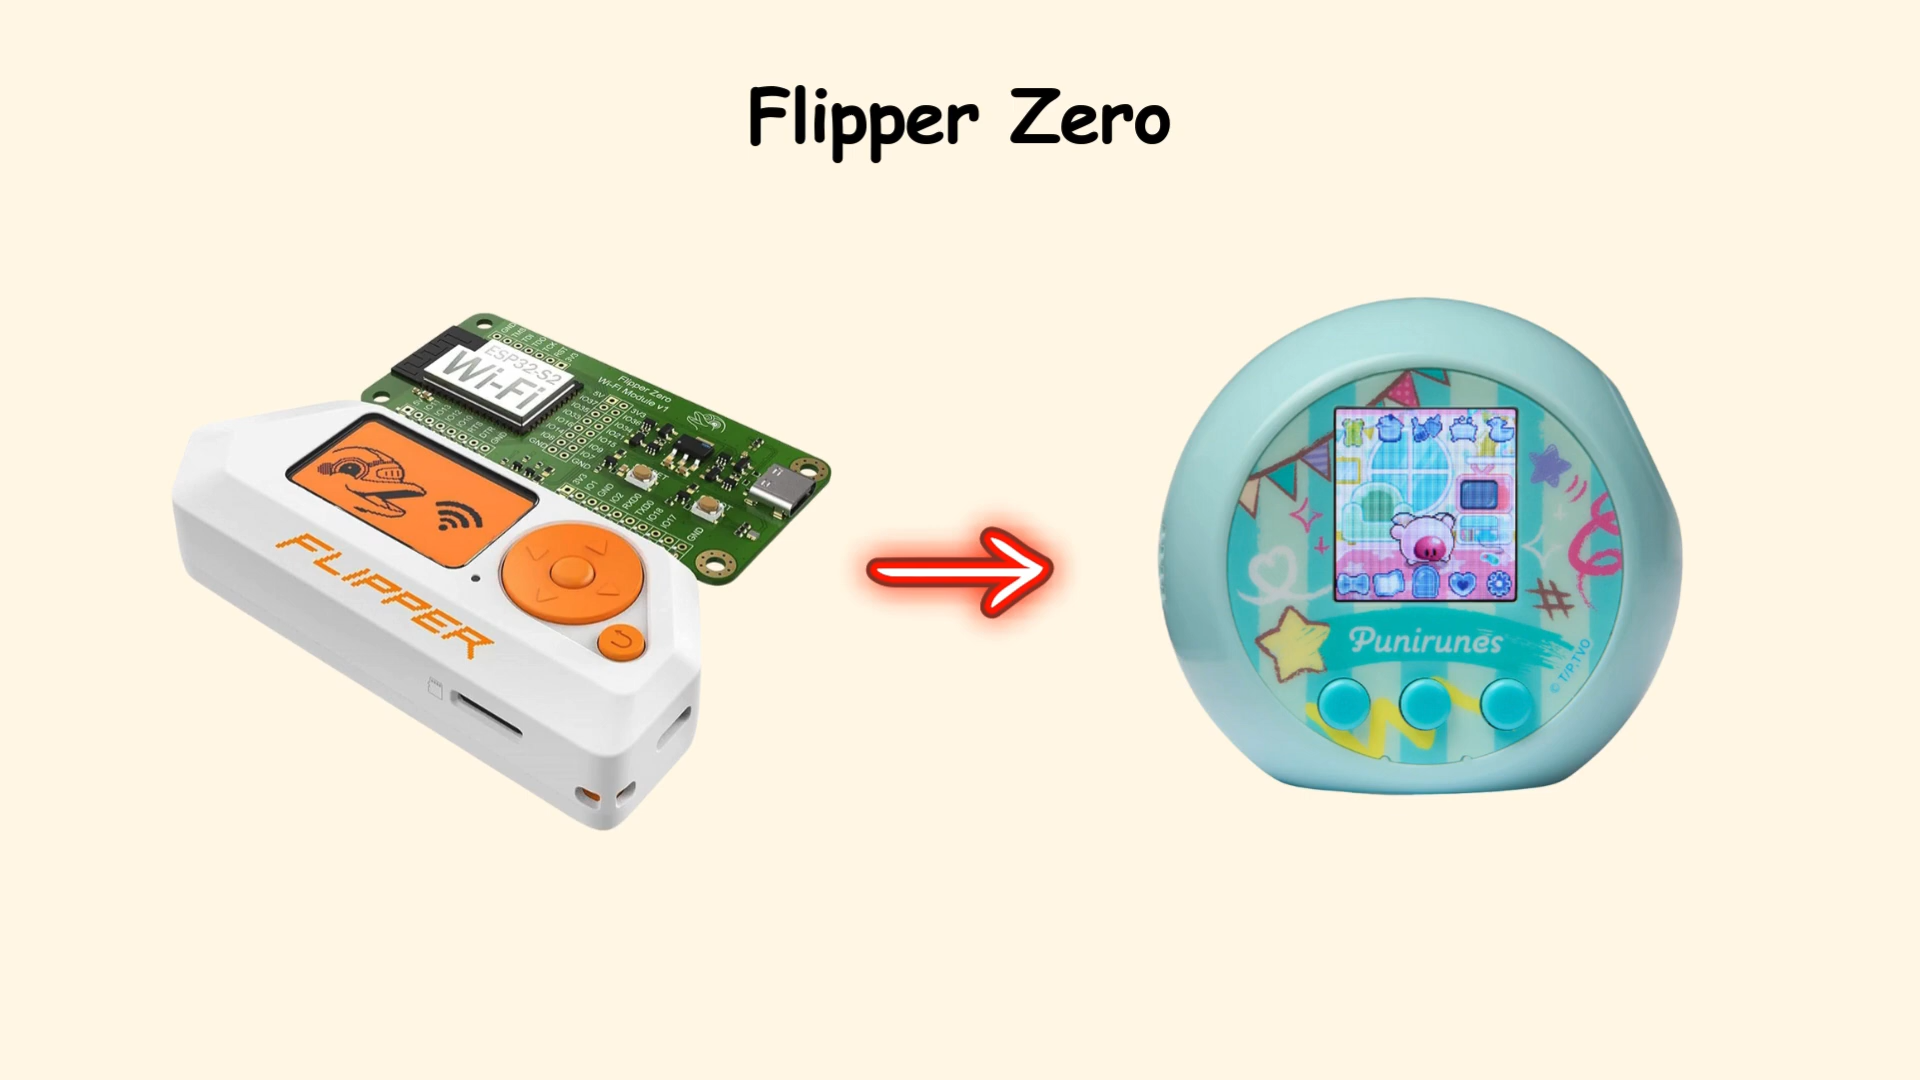 Flipper Zero
ESP32-S2
Wi-Fi
Flipper Zero
Wi-Fi Module v1
FLIPPER
Punirunes
© T/P,TVO